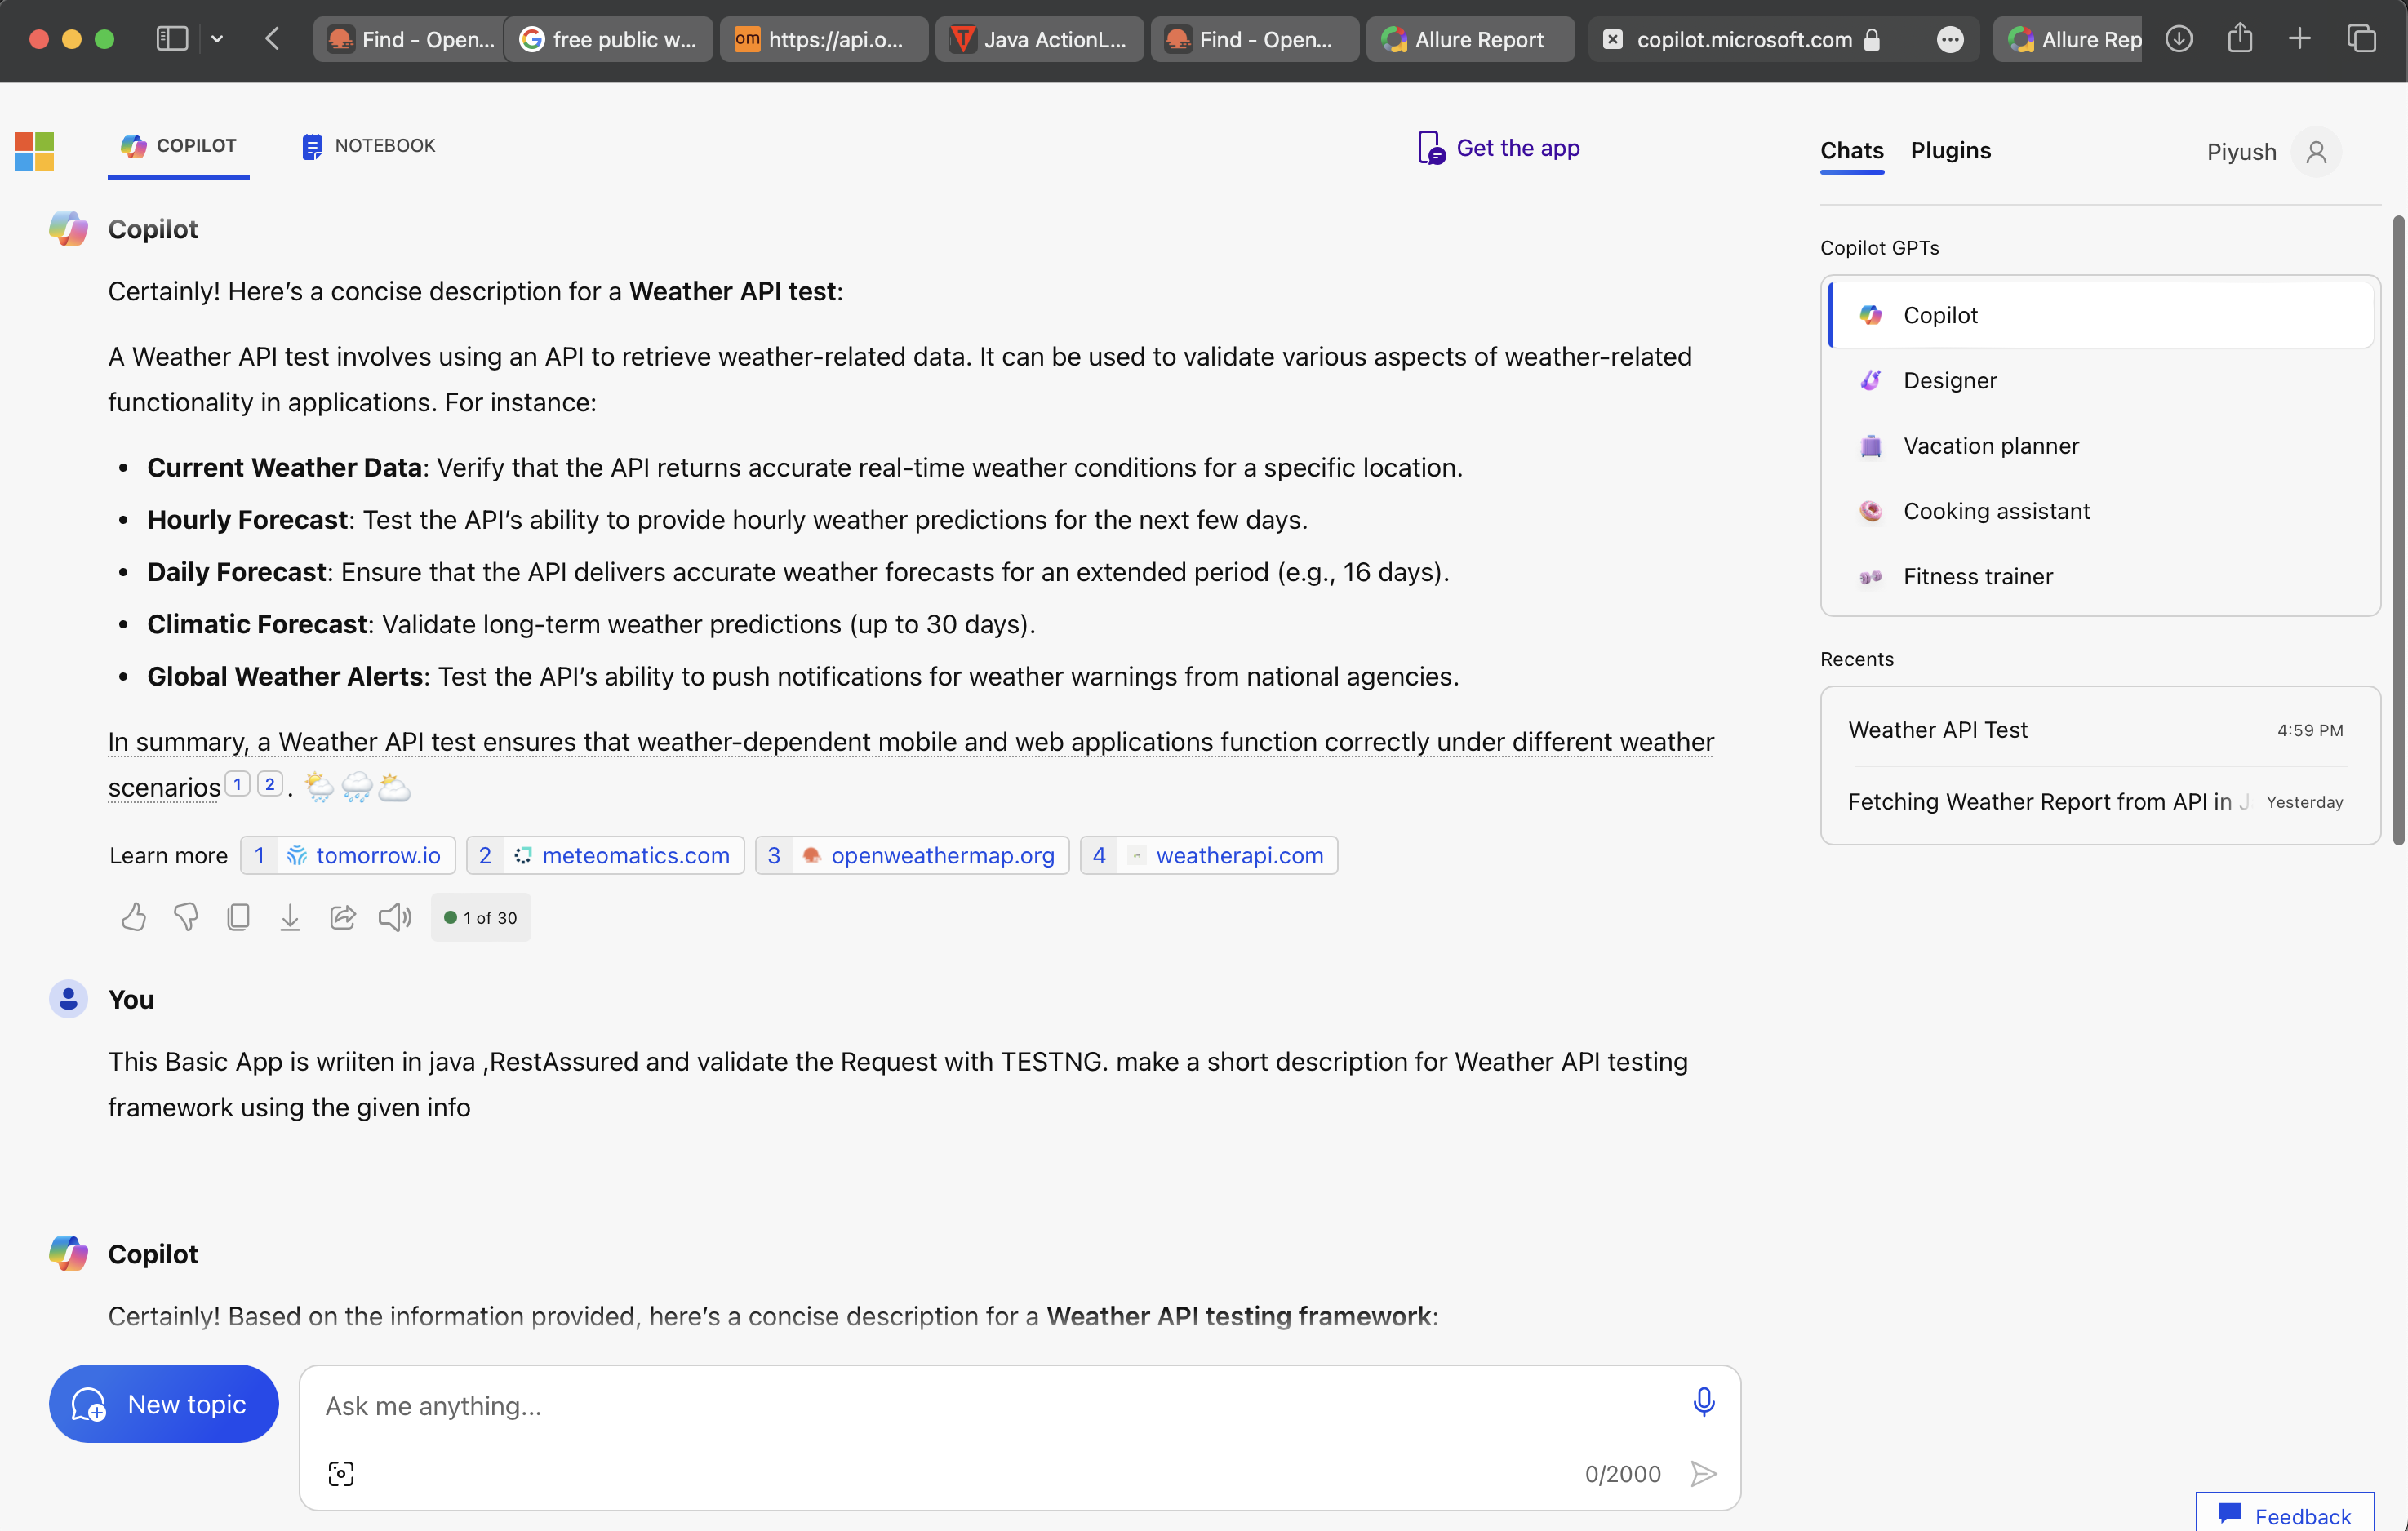 Find - Open...
free public w...
om
https://api.o...
Java ActionL...
Find - Open...
Allure Report
copilot.microsoft.com
Allure Rep
COPILOT
NOTEBOOK
Get the app
Chats
Plugins
Piyush
Copilot
Certainly! Here’s a concise description for a Weather API test:
A Weather API test involves using an API to retrieve weather-related data. It can be used to validate various aspects of weather-related
functionality in applications. For instance:
• Current Weather Data: Verify that the API returns accurate real-time weather conditions for a specific location.
• Hourly Forecast: Test the API’s ability to provide hourly weather predictions for the next few days.
• Daily Forecast: Ensure that the API delivers accurate weather forecasts for an extended period (e.g., 16 days).
• Climatic Forecast: Validate long-term weather predictions (up to 30 days).
• Global Weather Alerts: Test the API’s ability to push notifications for weather warnings from national agencies.
In summary, a Weather API test ensures that weather-dependent mobile and web applications function correctly under different weather
scenarios 1 2 . 🌦️🌧️🌥️
Learn more 1 tomorrow.io 2 meteomatics.com 3 openweathermap.org 4 weatherapi.com
1 of 30
You
This Basic App is wriiten in java ,RestAssured and validate the Request with TESTNG. make a short description for Weather API testing
framework using the given info
Copilot
Certainly! Based on the information provided, here’s a concise description for a Weather API testing framework:
New topic
Ask me anything...
0/2000
Copilot GPTs
Copilot
Designer
Vacation planner
Cooking assistant
Fitness trainer
Recents
Weather API Test 4:59 PM
Fetching Weather Report from API in J Yesterday
Feedback